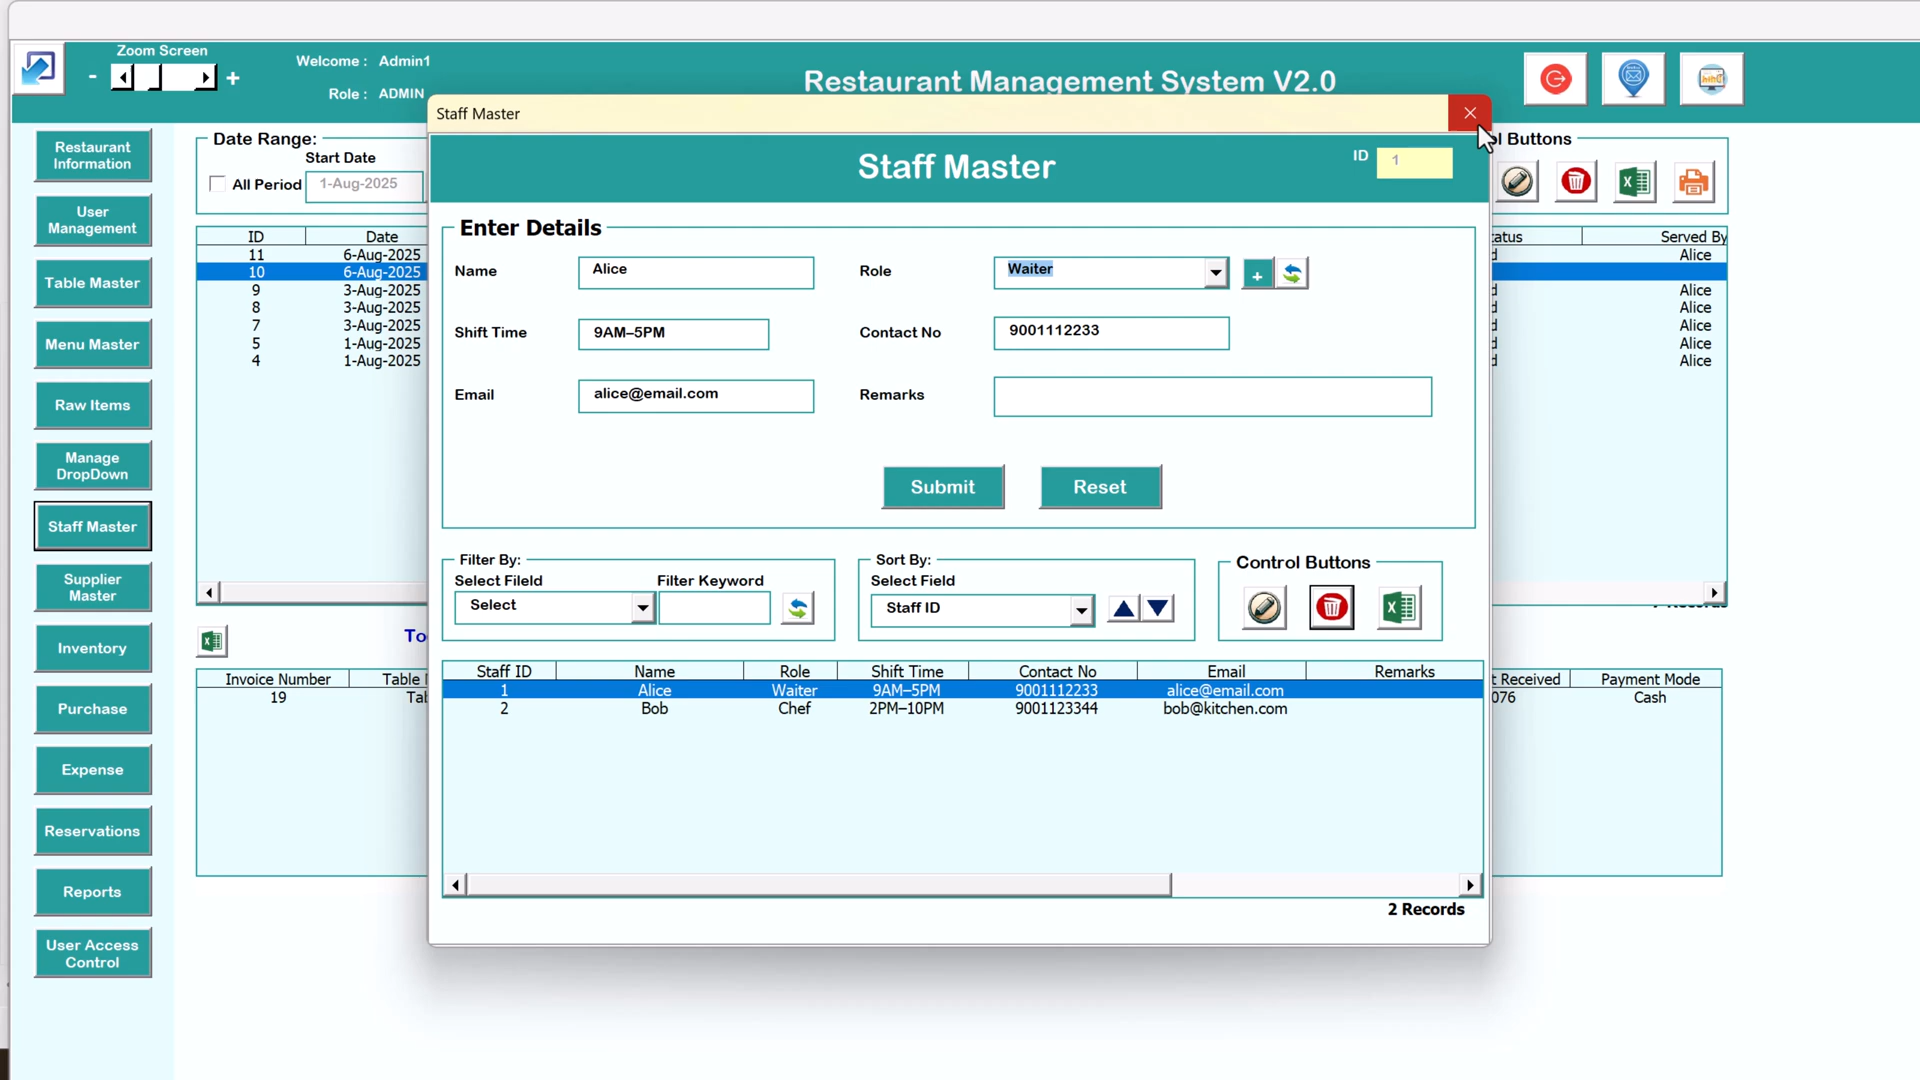 Zoom Screen
- +
Welcome : Admin1
Role : ADMIN
Restaurant Management System V2.0
Restaurant Information
User Management
Table Master
Menu Master
Raw Items
Manage DropDown
Staff Master
Supplier Master
Inventory
Purchase
Expense
Reservations
Reports
User Access Control
Date Range:
Start Date
All Period 1-Aug-2025
ID Date
11 6-Aug-2025
10 6-Aug-2025
9 3-Aug-2025
8 3-Aug-2025
7 3-Aug-2025
5 1-Aug-2025
4 1-Aug-2025
Invoice Number Table
19
Staff Master
Staff Master
ID 1
Enter Details
Name Alice Role Waiter +
Shift Time 9AM–5PM Contact No 9001112233
Email alice@email.com Remarks
Submit Reset
Filter By:
Select Fileld Filter Keyword
Select
Sort By:
Select Field
Staff ID
Control Buttons
Staff ID Name Role Shift Time Contact No Email Remarks
1 Alice Waiter 9AM–5PM 9001112233 alice@email.com
2 Bob Chef 2PM–10PM 9001123344 bob@kitchen.com
2 Records
Buttons
Served By
Alice
Alice
Alice
Alice
Alice
Alice
Records
Received Payment Mode
076 Cash